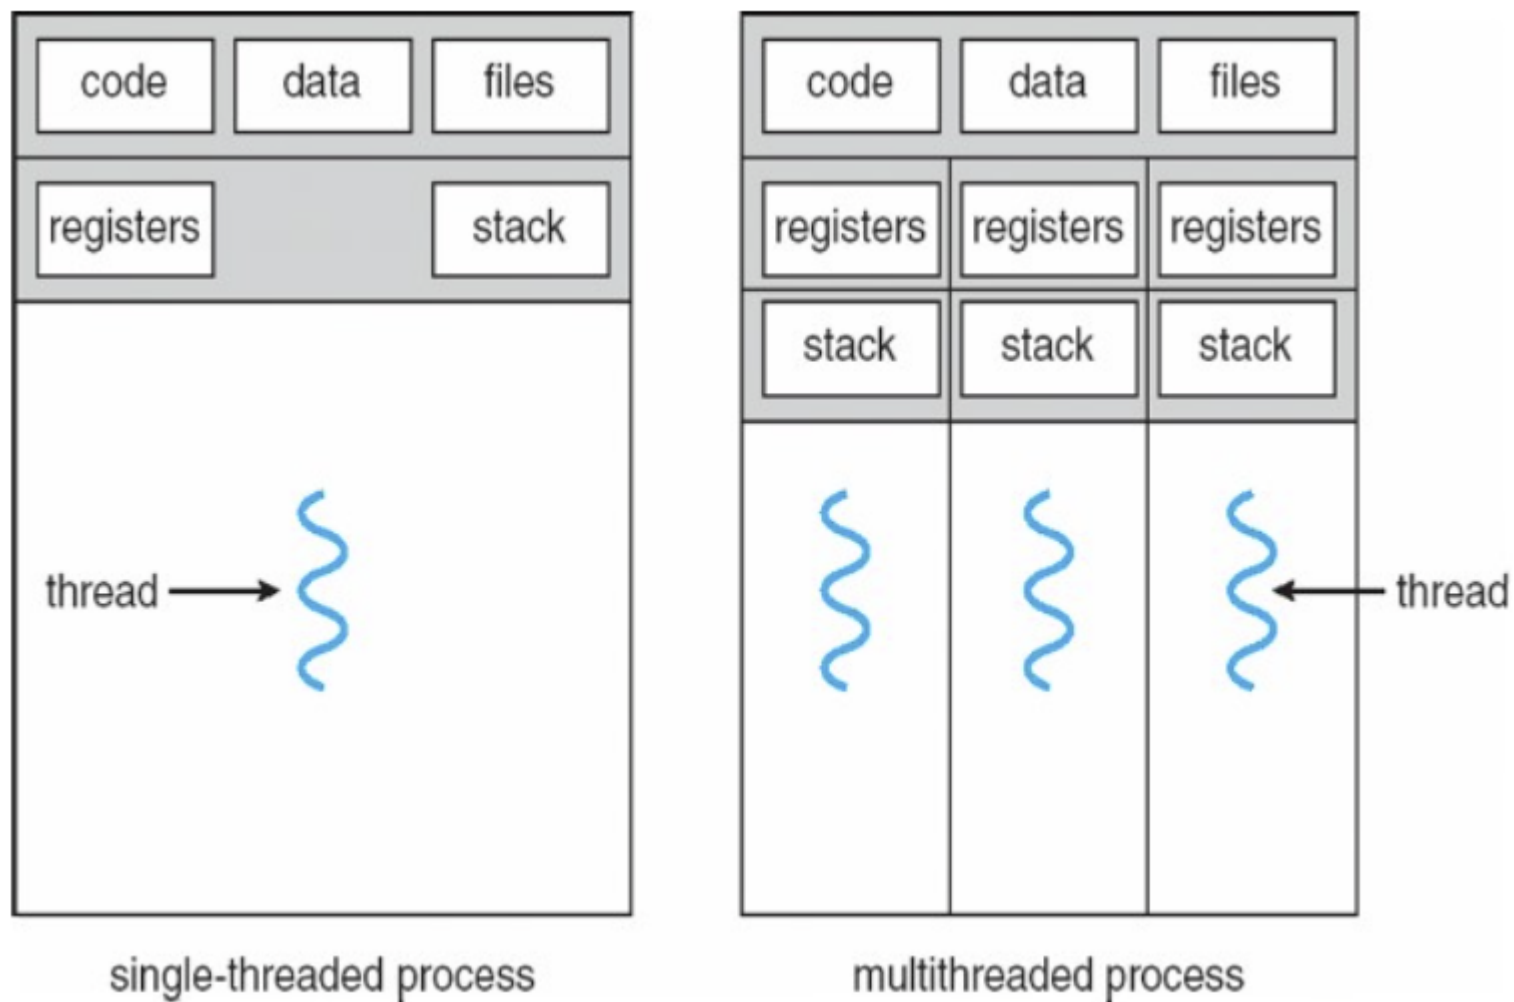 code data files
registers stack
thread
single-threaded process
code data files
registers registers registers
stack stack stack
thread
multithreaded process